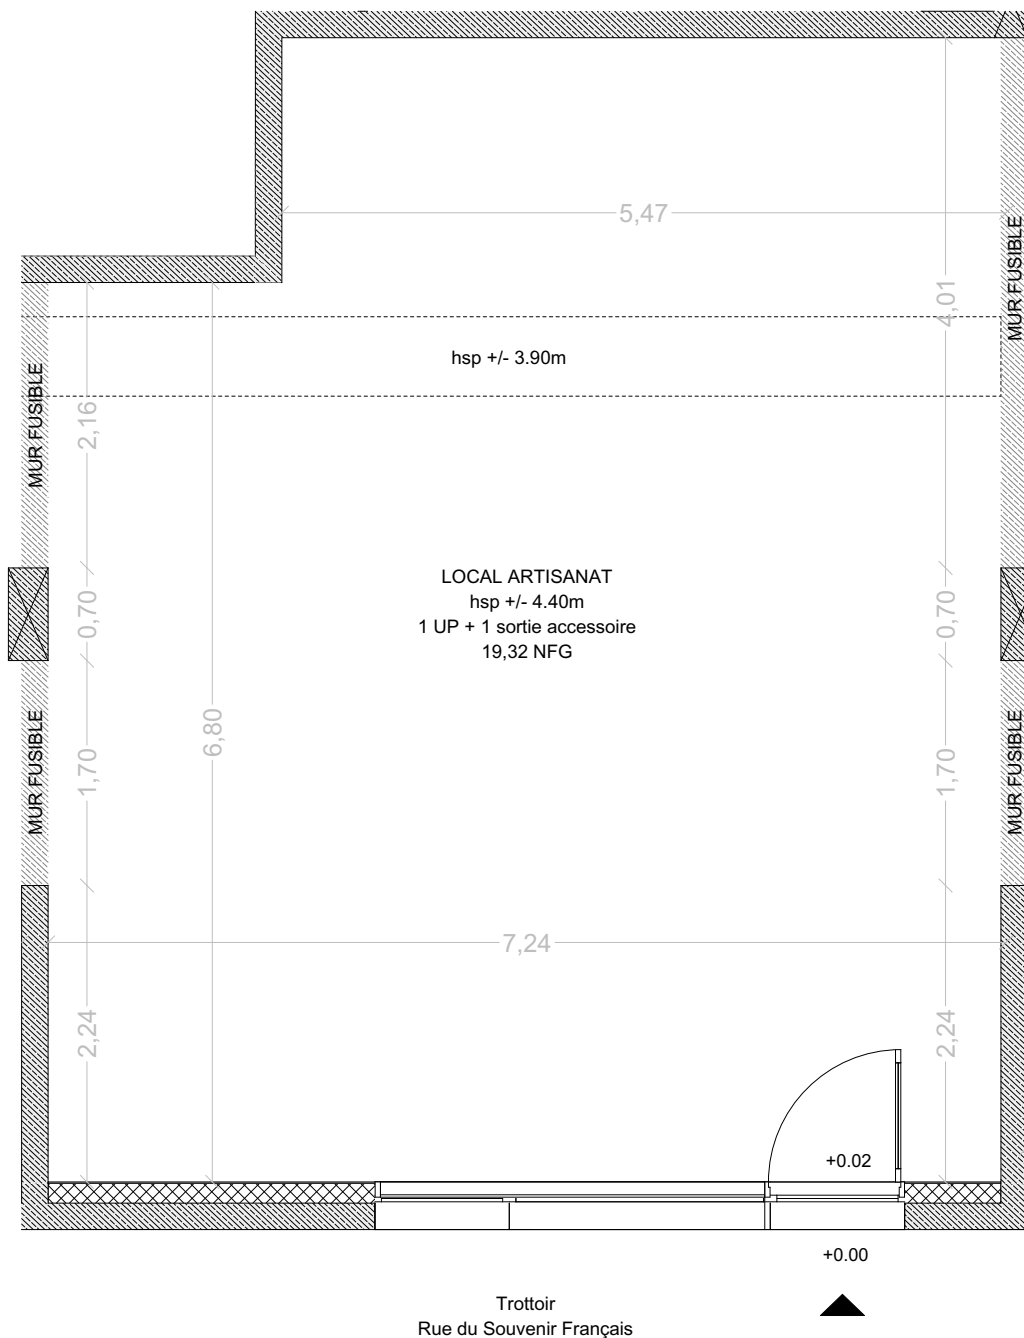 5,47
MUR FUSIBLE
4,01
hsp +/- 3.90m
MUR FUSIBLE
2,16
LOCAL ARTISANAT
hsp +/- 4.40m
1 UP + 1 sortie accessoire
19,32 NFG
0,70
0,70
6,80
MUR FUSIBLE
1,70
1,70
MUR FUSIBLE
7,24
2,24
2,24
+0.02
+0.00
Trottoir
Rue du Souvenir Français